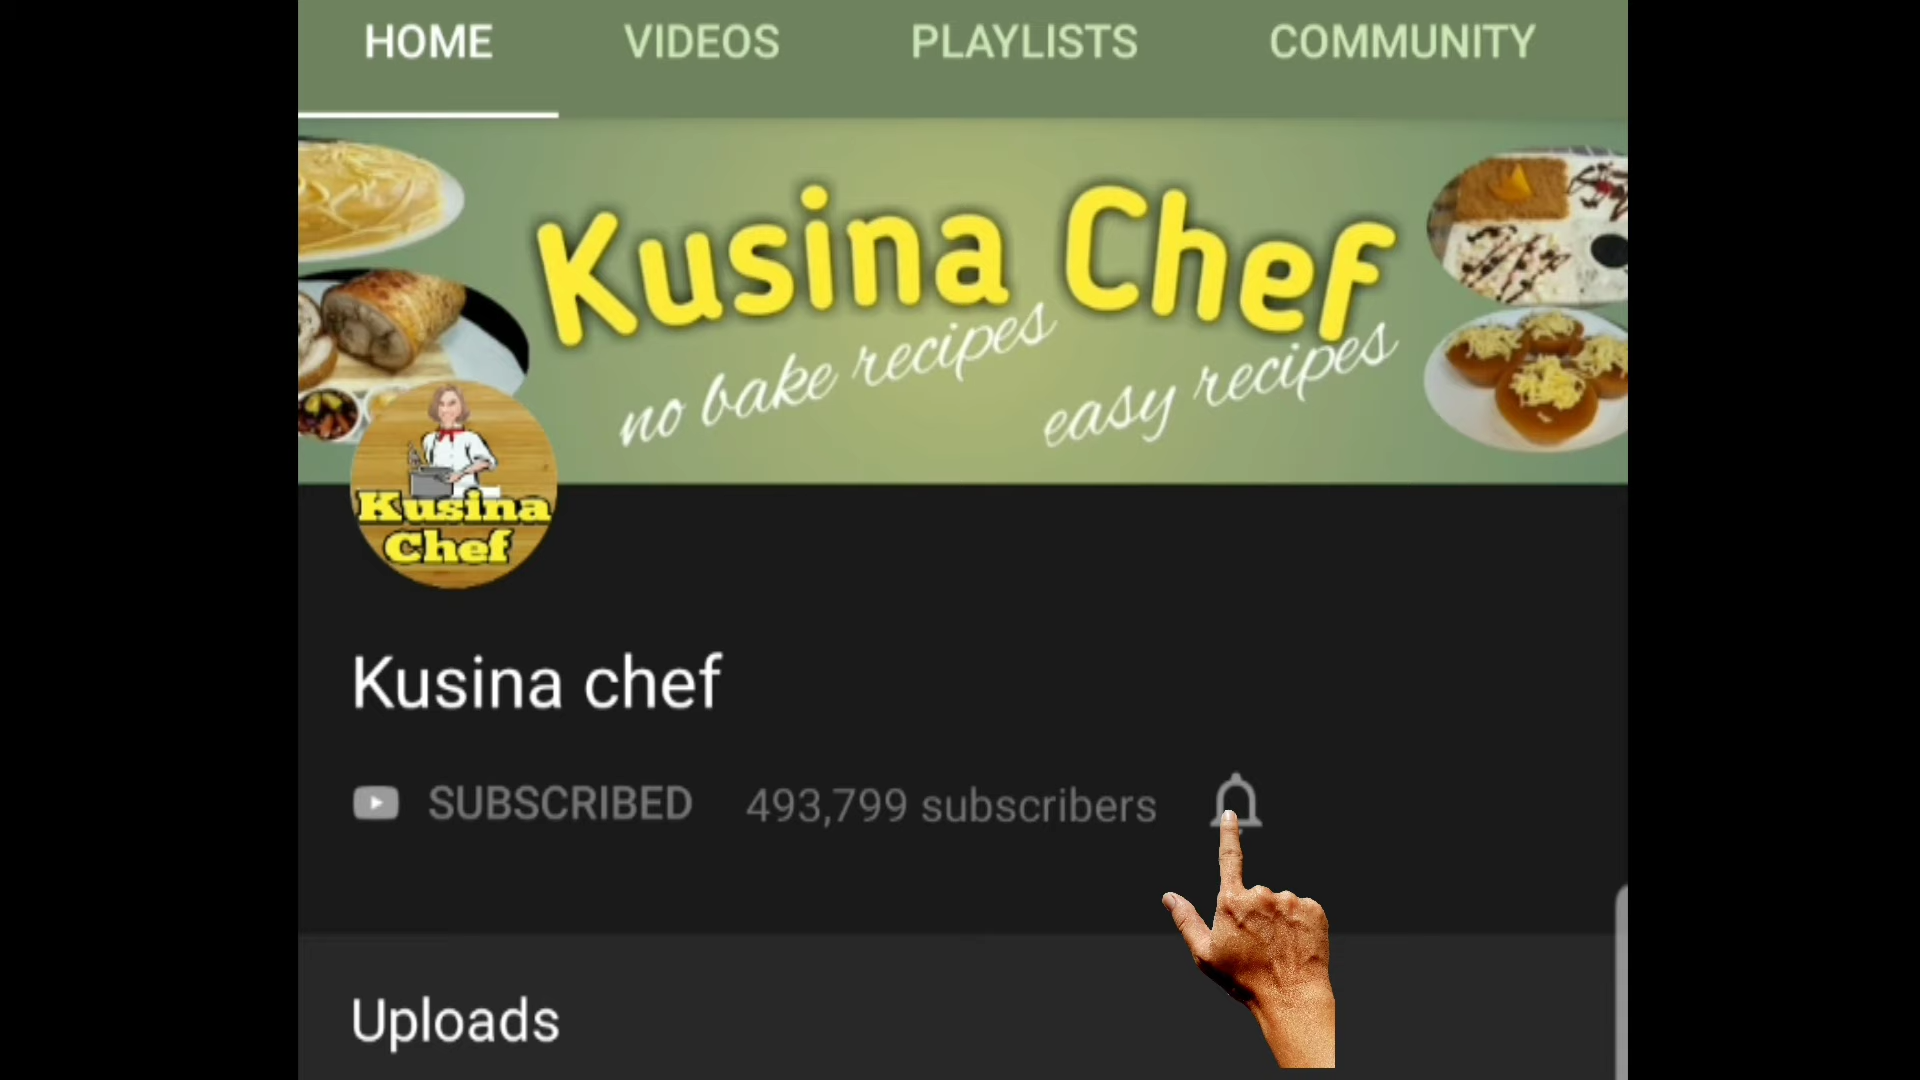 HOME VIDEOS PLAYLISTS COMMUNITY
Kusina Chef
no bake recipes
easy recipes
Kusina
Chef
Kusina chef
SUBSCRIBED 493,799 subscribers
Uploads